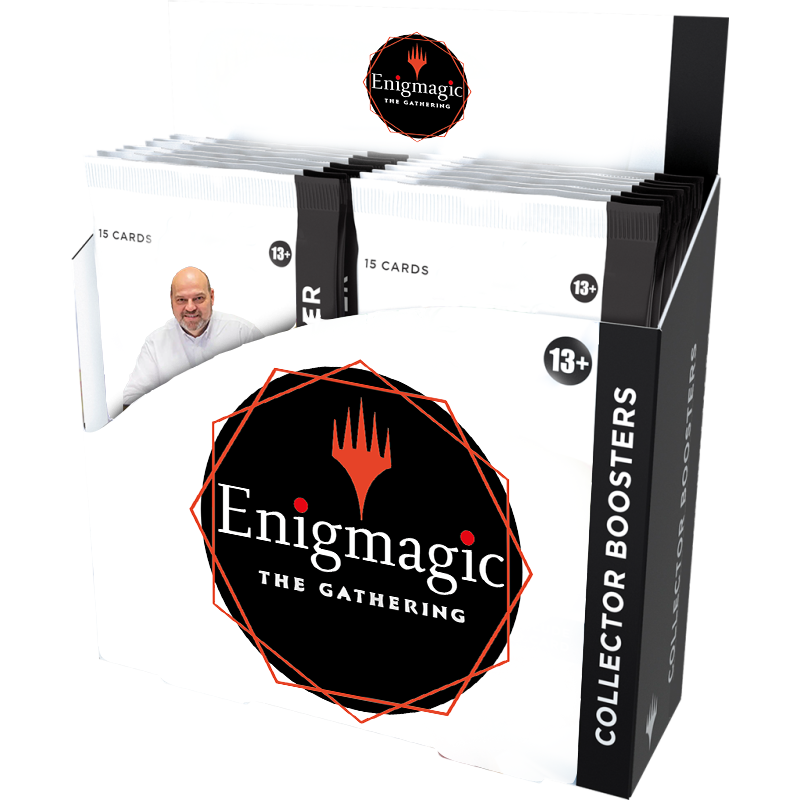 Enigmagic
THE GATHERING
15 CARDS
13+
ER
15 CARDS
13+
13+
Enigmagic
THE GATHERING
COLLECTOR BOOSTERS
COLLECTOR BOOSTERS